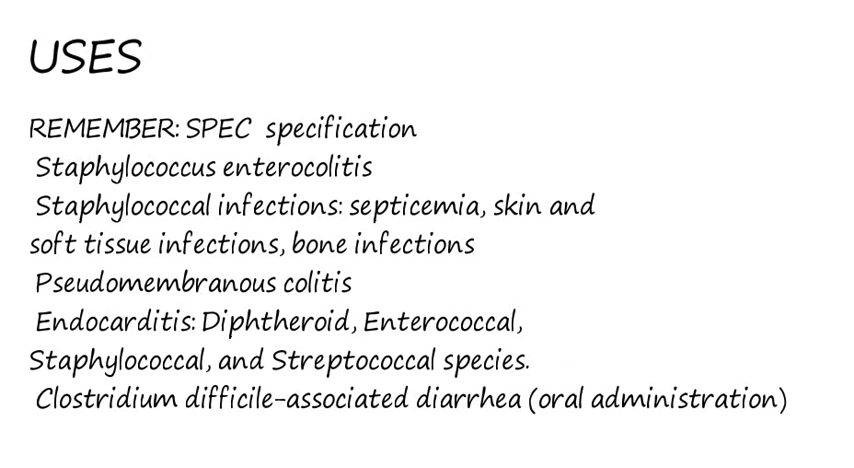 USES
REMEMBER: SPEC specification
Staphylococcus enterocolitis
Staphylococcal infections: septicemia, skin and
soft tissue infections, bone infections
Pseudomembranous colitis
Endocarditis: Diphtheroid, Enterococcal,
Staphylococcal, and Streptococcal species.
Clostridium difficile-associated diarrhea (oral administration)